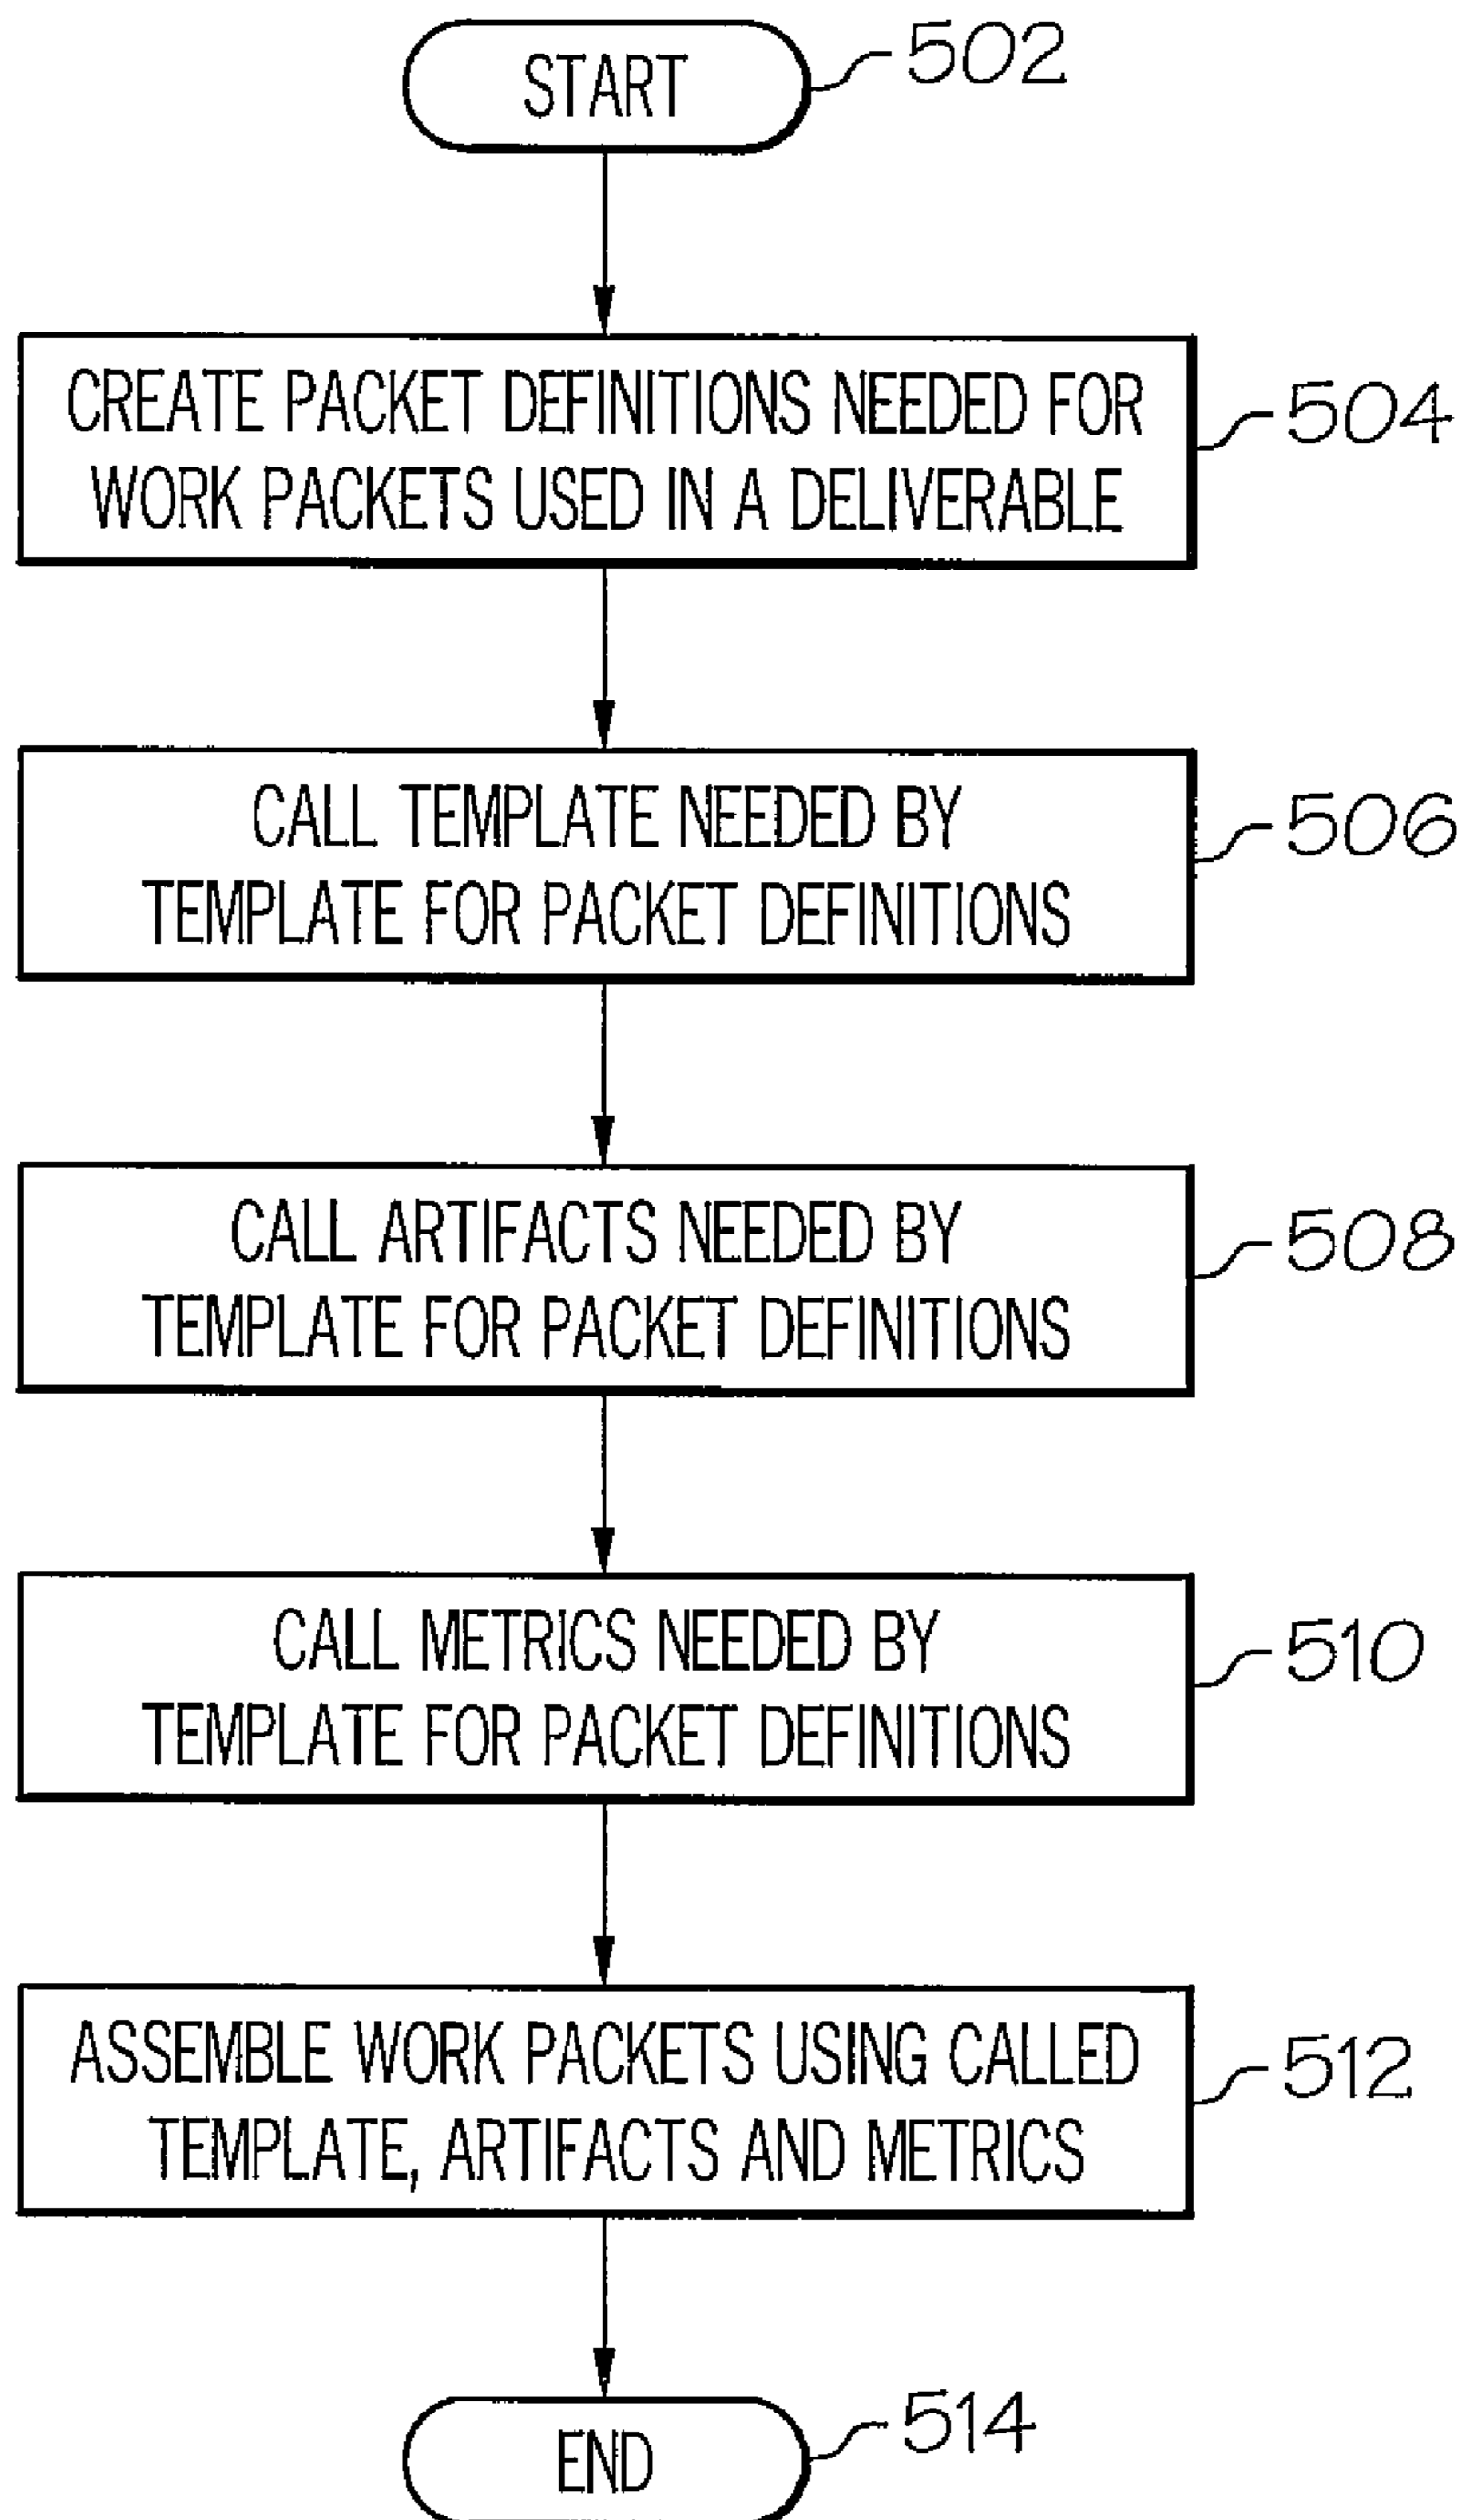 START
502
CREATE PACKET DEFINITIONS NEEDED FOR
WORK PACKETS USED IN A DELIVERABLE
504
CALL TEMPLATE NEEDED BY
TEMPLATE FOR PACKET DEFINITIONS
506
CALL ARTIFACTS NEEDED BY
TEMPLATE FOR PACKET DEFINITIONS
508
CALL METRICS NEEDED BY
TEMPLATE FOR PACKET DEFINITIONS
510
ASSEMBLE WORK PACKETS USING CALLED
TEMPLATE, ARTIFACTS AND METRICS
512
END
514